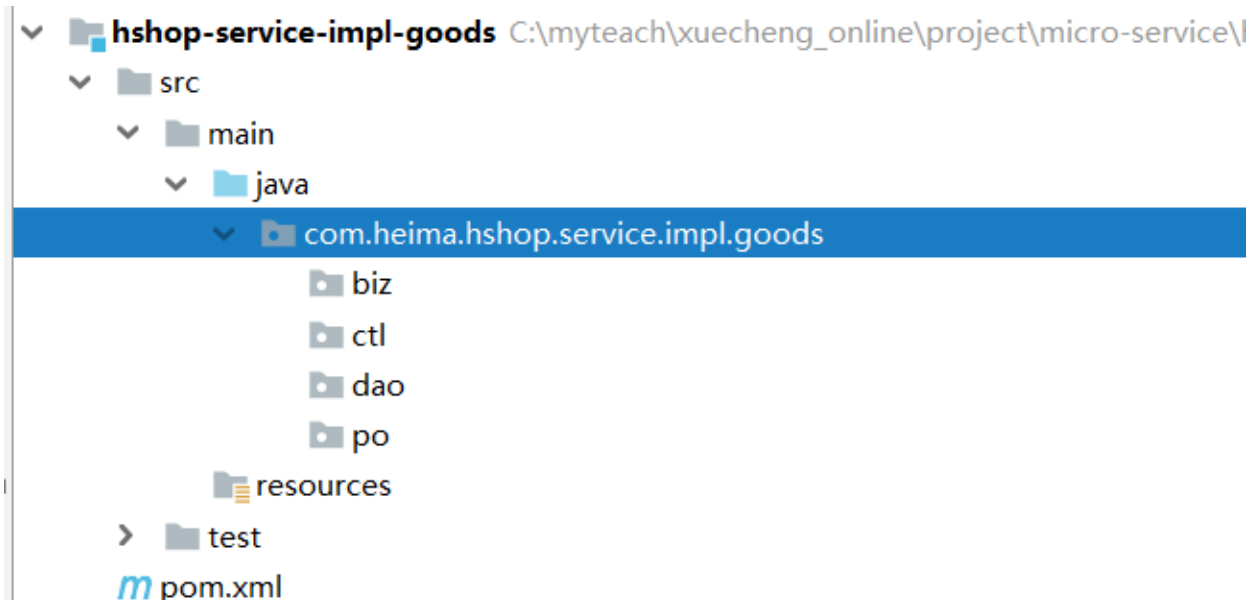 hshop-service-impl-goods C:\myteach\xuecheng_online\project\micro-service\
src
main
java
com.heima.hshop.service.impl.goods
biz
ctl
dao
po
resources
test
pom.xml